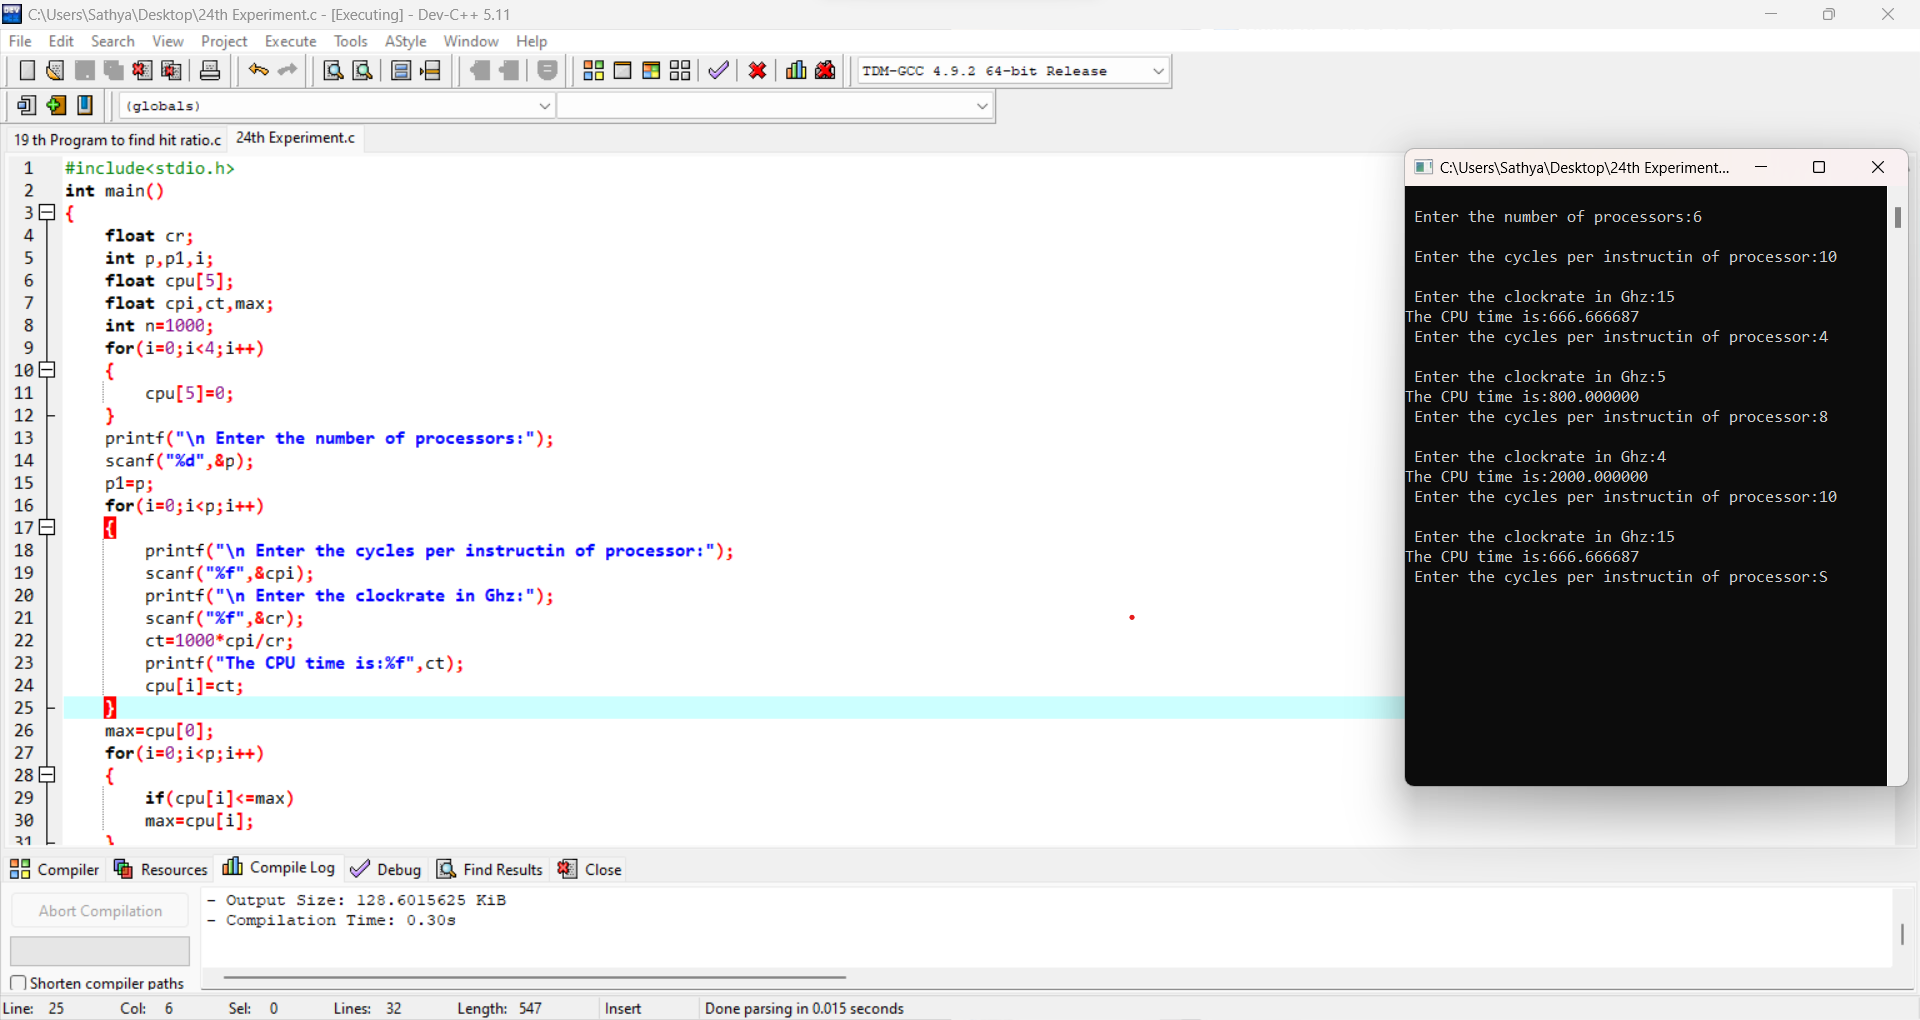 C:\Users\Sathya\Desktop\24th Experiment.c - [Executing] - Dev-C++ 5.11
File Edit Search View Project Execute Tools AStyle Window Help
TDM-GCC 4.9.2 64-bit Release
(globals)
19 th Program to find hit ratio.c 24th Experiment.c
1 #include<stdio.h>
2 int main()
3 {
4 float cr;
5 int p,p1,i;
6 float cpu[5];
7 float cpi,ct,max;
8 int n=1000;
9 for(i=0;i<4;i++)
10 {
11 cpu[5]=0;
12 }
13 printf("\n Enter the number of processors:");
14 scanf("%d",&p);
15 p1=p;
16 for(i=0;i<p;i++)
17 {
18 printf("\n Enter the cycles per instructin of processor:");
19 scanf("%f",&cpi);
20 printf("\n Enter the clockrate in Ghz:");
21 scanf("%f",&cr);
22 ct=1000*cpi/cr;
23 printf("The CPU time is:%f",ct);
24 cpu[i]=ct;
25 }
26 max=cpu[0];
27 for(i=0;i<p;i++)
28 {
29 if(cpu[i]<=max)
30 max=cpu[i];
31 }
C:\Users\Sathya\Desktop\24th Experiment...
Enter the number of processors:6
Enter the cycles per instructin of processor:10
Enter the clockrate in Ghz:15
The CPU time is:666.666687
Enter the cycles per instructin of processor:4
Enter the clockrate in Ghz:5
The CPU time is:800.000000
Enter the cycles per instructin of processor:8
Enter the clockrate in Ghz:4
The CPU time is:2000.000000
Enter the cycles per instructin of processor:10
Enter the clockrate in Ghz:15
The CPU time is:666.666687
Enter the cycles per instructin of processor:S
Compiler Resources Compile Log Debug Find Results Close
Abort Compilation
Shorten compiler paths
- Output Size: 128.6015625 KiB
- Compilation Time: 0.30s
Line: 25 Col: 6 Sel: 0 Lines: 32 Length: 547 Insert Done parsing in 0.015 seconds